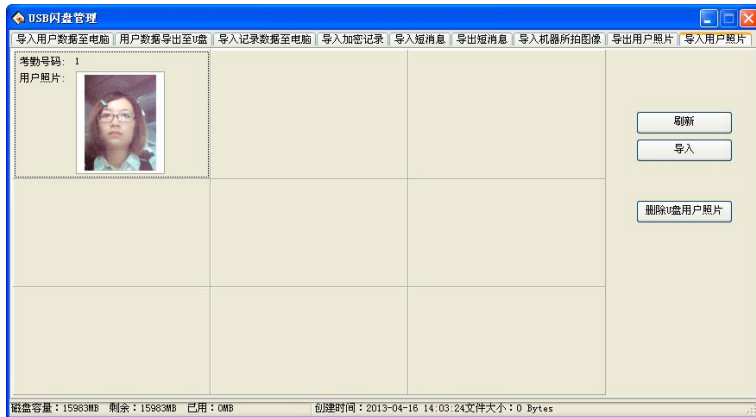 USB闪盘管理
导入用户数据至电脑 用户数据导出至U盘 导入记录数据至电脑 导入加密记录 导入短消息 导出短消息 导入机器所拍图像 导出用户照片 导入用户照片
考勤号码: 1
用户照片:
刷新
导入
删除U盘用户照片
磁盘容量：15983MB 剩余：15983MB 已用：0MB 创建时间：2013-04-16 14:03:24文件大小：0 Bytes